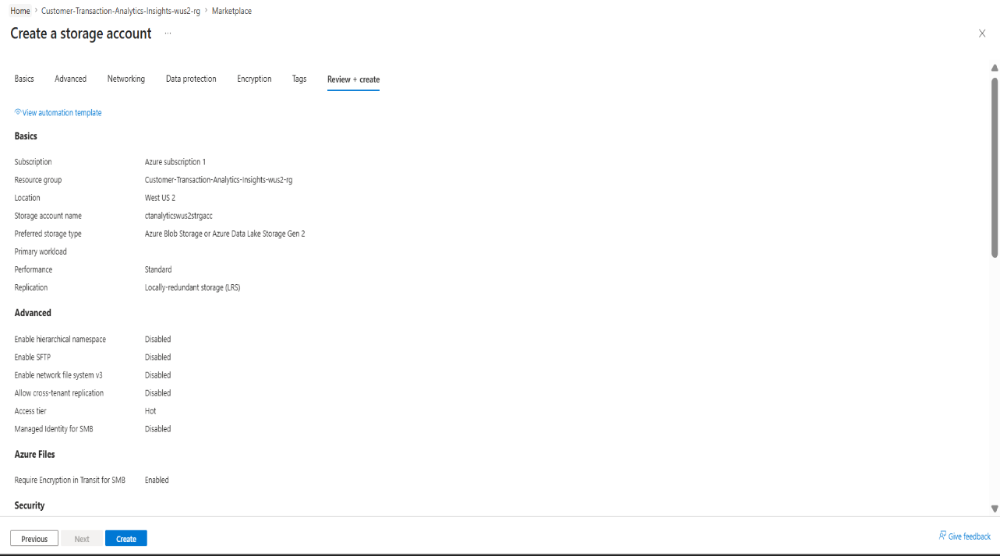 Home > Customer-Transaction-Analytics-Insights-wus2-rg > Marketplace
Create a storage account ...
Basics Advanced Networking Data protection Encryption Tags Review + create
View automation template
Basics
Subscription Azure subscription 1
Resource group Customer-Transaction-Analytics-Insights-wus2-rg
Location West US 2
Storage account name ctanalyticswus2strgacc
Preferred storage type Azure Blob Storage or Azure Data Lake Storage Gen 2
Primary workload
Performance Standard
Replication Locally-redundant storage (LRS)
Advanced
Enable hierarchical namespace Disabled
Enable SFTP Disabled
Enable network file system v3 Disabled
Allow cross-tenant replication Disabled
Access tier Hot
Managed Identity for SMB Disabled
Azure Files
Require Encryption in Transit for SMB Enabled
Security
Previous Next Create Give feedback